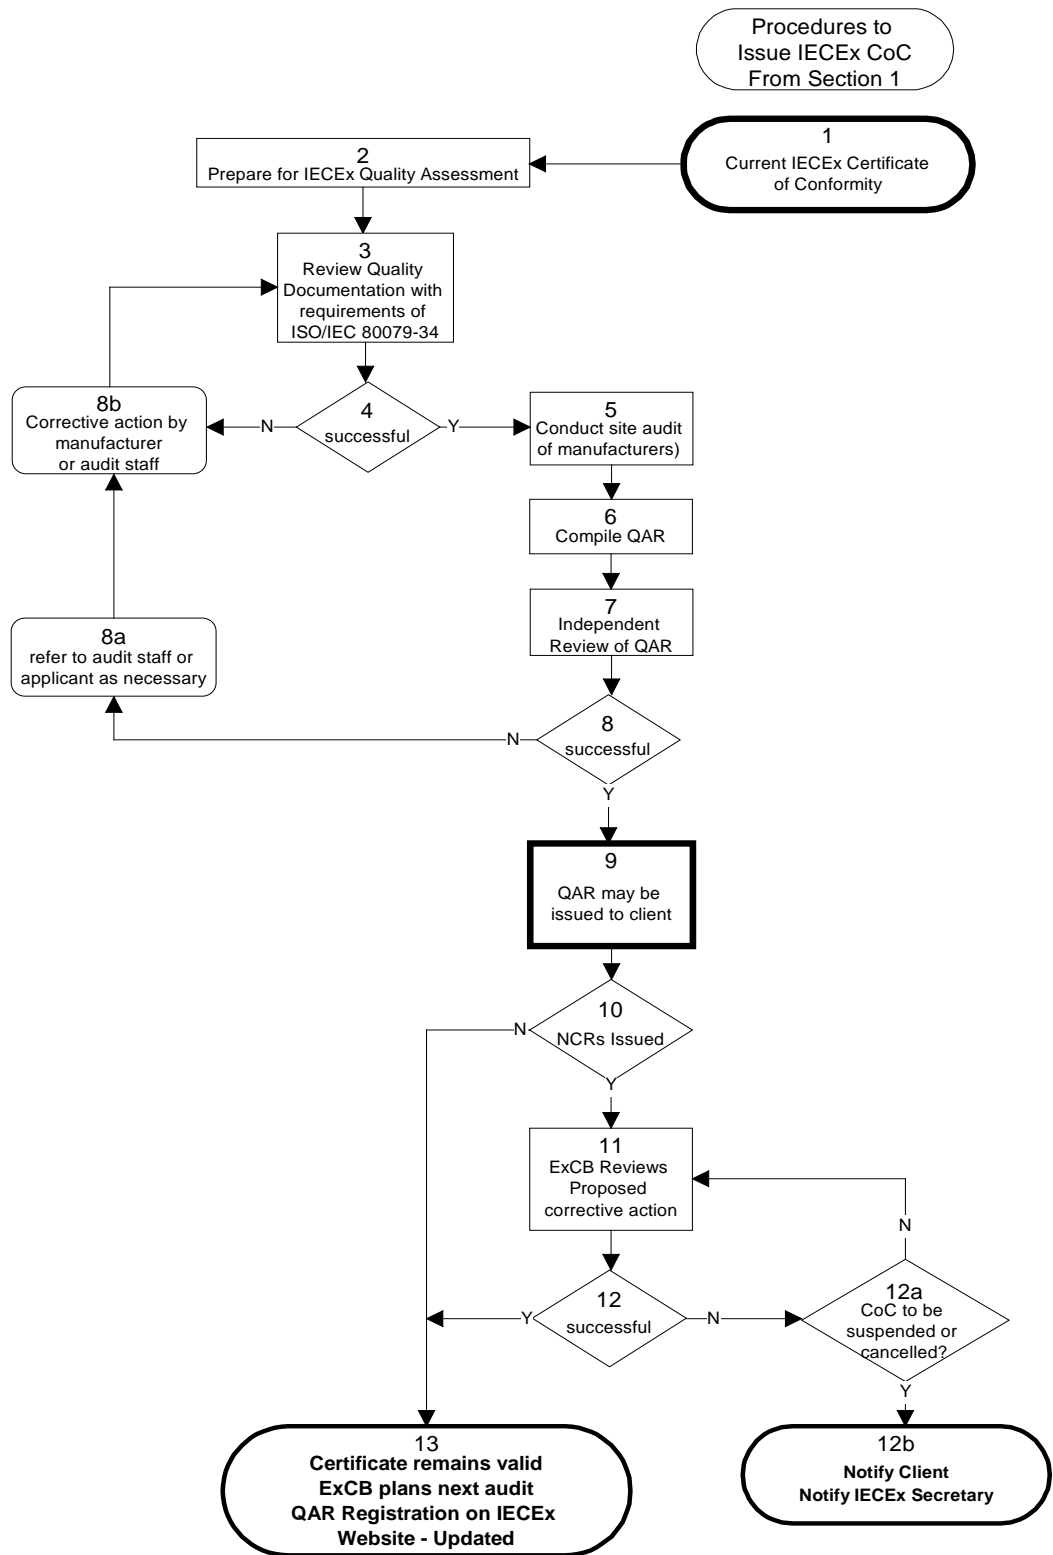 Procedures to
Issue IECEx CoC
From Section 1
1
Current IECEx Certificate
of Conformity
2
Prepare for IECEx Quality Assessment
3
Review Quality
Documentation with
requirements of
ISO/IEC 80079-34
4
successful
N
Y
8b
Corrective action by
manufacturer
or audit staff
5
Conduct site audit
of manufacturers)
6
Compile QAR
7
Independent
Review of QAR
8a
refer to audit staff or
applicant as necessary
8
successful
N
Y
9
QAR may be
issued to client
10
NCRs Issued
N
Y
11
ExCB Reviews
Proposed
corrective action
N
12
successful
Y
N
12a
CoC to be
suspended or
cancelled?
Y
13
Certificate remains valid
ExCB plans next audit
QAR Registration on IECEx
Website - Updated
12b
Notify Client
Notify IECEx Secretary